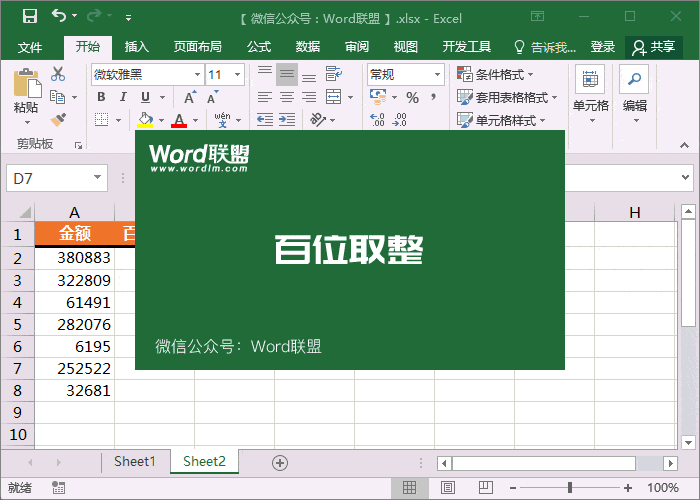 【 微信公众号：Word联盟 】.xlsx - Excel
文件 开始 插入 页面布局 公式 数据 审阅 视图 开发工具 告诉我... 登录 共享
微软雅黑 11 常规 条件格式
粘贴 B I U A A % , 套用表格格式 单元格 编辑
A wén 文 .00 .00 单元格样式
剪贴板
D7
Word联盟
www.wordlm.com
百位取整
微信公众号：Word联盟
A H
1 金额 百
2 380883
3 322809
4 61491
5 282076
6 6195
7 252522
8 32681
9
10
Sheet1 Sheet2
就绪 100%